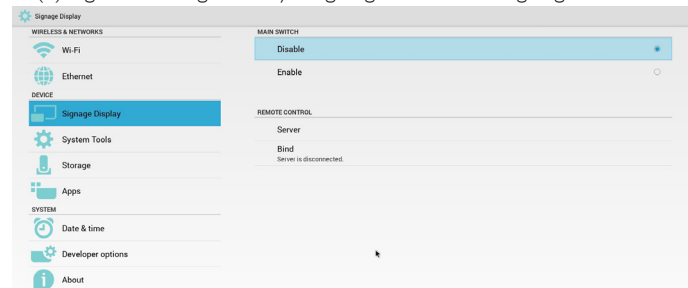 Signage Display
WIRELESS & NETWORKS
Wi-Fi
Ethernet
DEVICE
Signage Display
System Tools
Storage
Apps
SYSTEM
Date & time
Developer options
About
MAIN SWITCH
Disable
Enable
REMOTE CONTROL
Server
Bind
Server is disconnected.